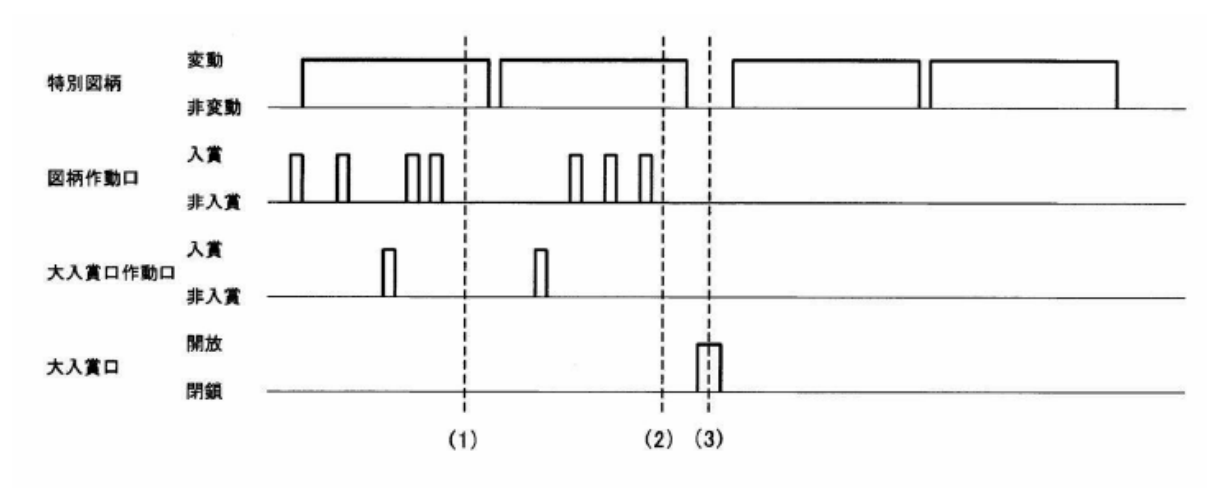 特別図柄
変動
非変動
図柄作動口
入賞
非入賞
大入賞口作動口
入賞
非入賞
大入賞口
開放
閉鎖
(1) (2) (3)